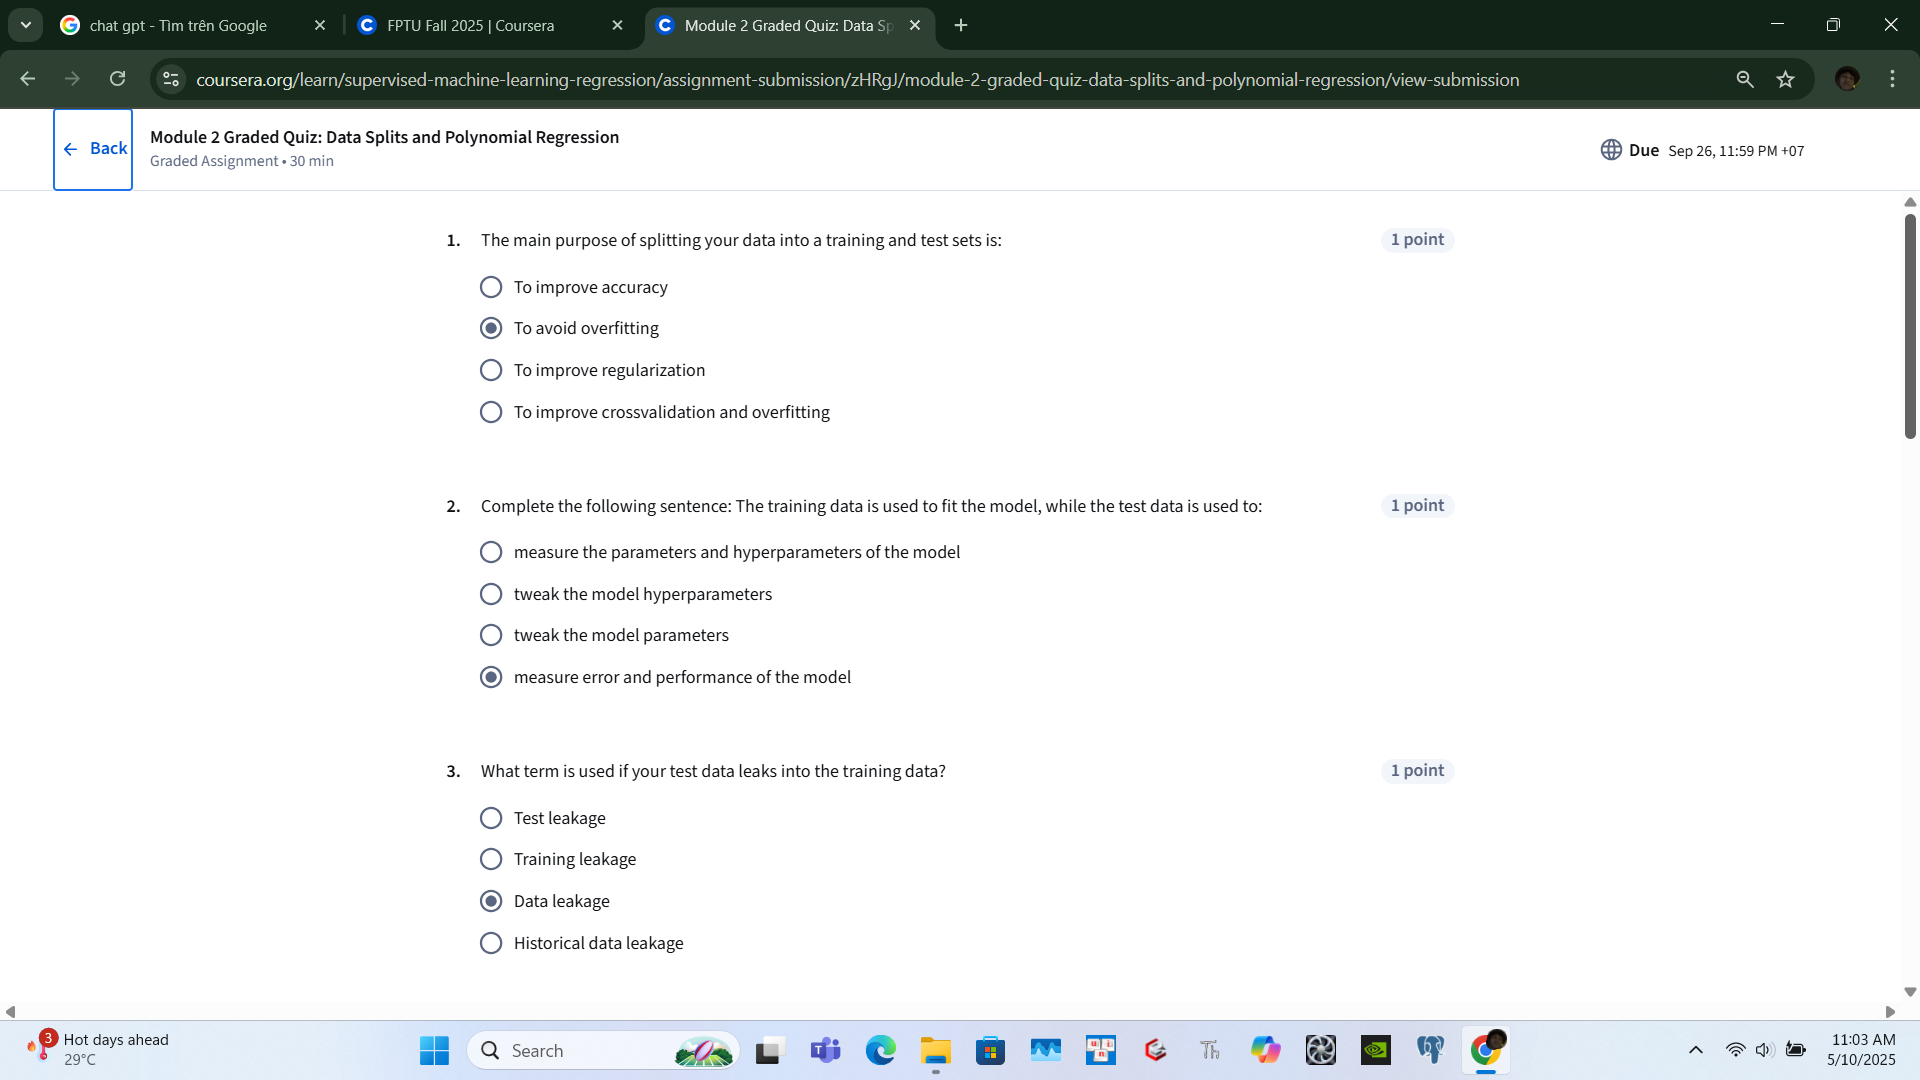 chat gpt - Tìm trên Google
FPTU Fall 2025 | Coursera
Module 2 Graded Quiz: Data Sp
coursera.org/learn/supervised-machine-learning-regression/assignment-submission/zHRgJ/module-2-graded-quiz-data-splits-and-polynomial-regression/view-submission
Back
Module 2 Graded Quiz: Data Splits and Polynomial Regression
Graded Assignment • 30 min
Due Sep 26, 11:59 PM +07
1. The main purpose of splitting your data into a training and test sets is:
1 point
To improve accuracy
To avoid overfitting
To improve regularization
To improve crossvalidation and overfitting
2. Complete the following sentence: The training data is used to fit the model, while the test data is used to:
1 point
measure the parameters and hyperparameters of the model
tweak the model hyperparameters
tweak the model parameters
measure error and performance of the model
3. What term is used if your test data leaks into the training data?
1 point
Test leakage
Training leakage
Data leakage
Historical data leakage
3
Hot days ahead
29°C
Search
Th
11:03 AM
5/10/2025